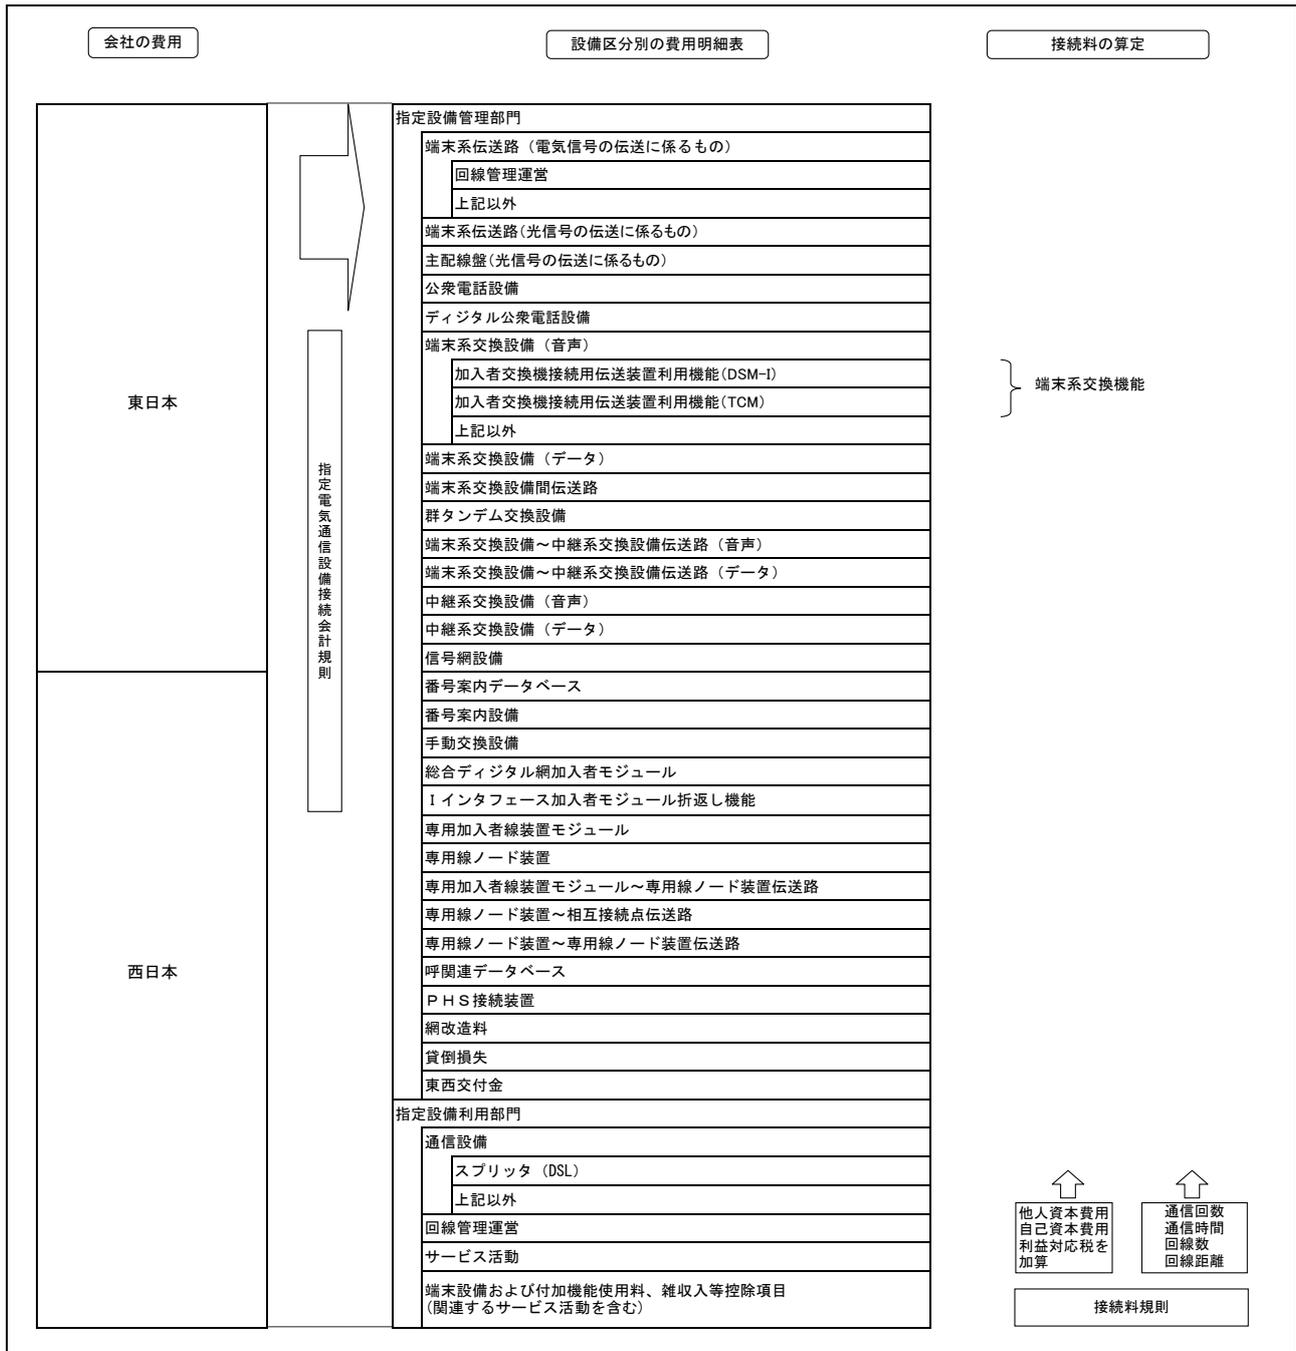 会社の費用
設備区分別の費用明細表
接続料の算定
東日本
西日本
指定電気通信設備接続会計規則
指定設備管理部門
端末系伝送路（電気信号の伝送に係るもの）
回線管理運営
上記以外
端末系伝送路(光信号の伝送に係るもの)
主配線盤(光信号の伝送に係るもの)
公衆電話設備
ディジタル公衆電話設備
端末系交換設備（音声）
加入者交換機接続用伝送装置利用機能(DSM-I)
加入者交換機接続用伝送装置利用機能(TCM)
上記以外
端末系交換設備（データ）
端末系交換設備間伝送路
群タンデム交換設備
端末系交換設備～中継系交換設備伝送路（音声）
端末系交換設備～中継系交換設備伝送路（データ）
中継系交換設備（音声）
中継系交換設備（データ）
信号網設備
番号案内データベース
番号案内設備
手動交換設備
総合ディジタル網加入者モジュール
Ｉインタフェース加入者モジュール折返し機能
専用加入者線装置モジュール
専用線ノード装置
専用加入者線装置モジュール～専用線ノード装置伝送路
専用線ノード装置～相互接続点伝送路
専用線ノード装置～専用線ノード装置伝送路
呼関連データベース
ＰＨＳ接続装置
網改造料
貸倒損失
東西交付金
指定設備利用部門
通信設備
スプリッタ（DSL）
上記以外
回線管理運営
サービス活動
端末設備および付加機能使用料、雑収入等控除項目
(関連するサービス活動を含む)
端末系交換機能
他人資本費用
自己資本費用
利益対応税を
加算
通信回数
通信時間
回線数
回線距離
接続料規則